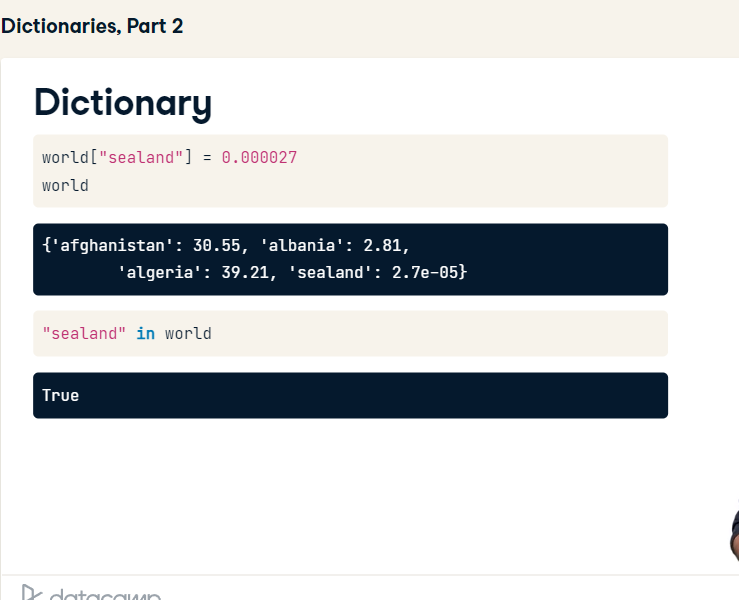 Dictionaries, Part 2
Dictionary
world["sealand"] = 0.000027
world
{'afghanistan': 30.55, 'albania': 2.81,
        'algeria': 39.21, 'sealand': 2.7e-05}
"sealand" in world
True
datacamp